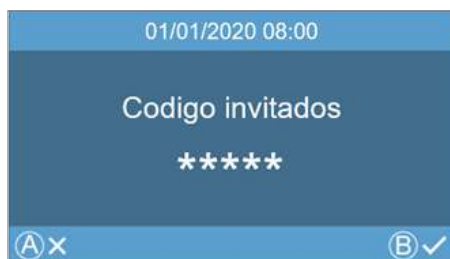 01/01/2020 08:00
Codigo invitados
*****
A × B ✓